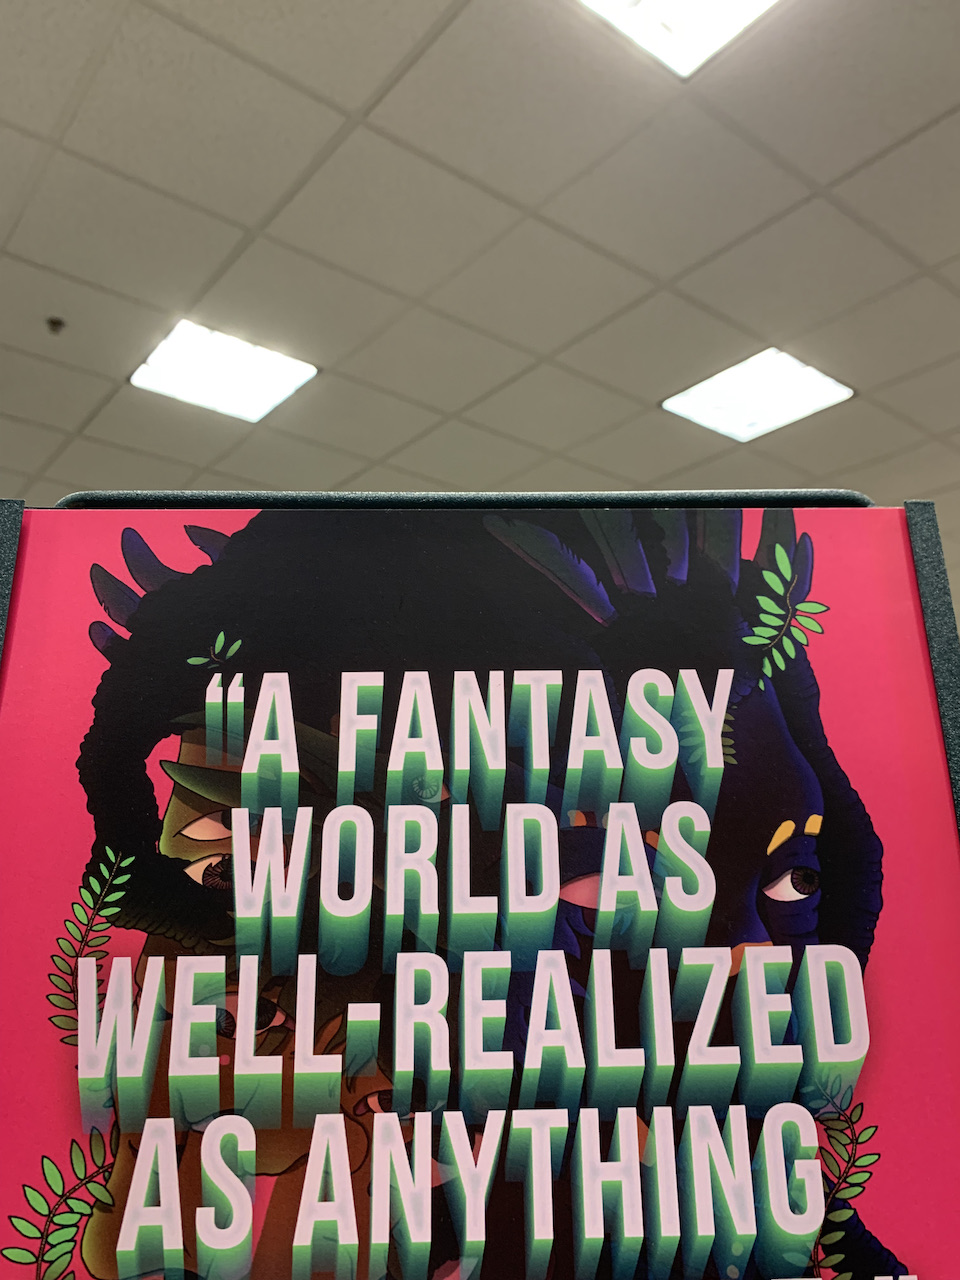 “A FANTASY
WORLD AS
WELL-REALIZED
AS ANYTHING